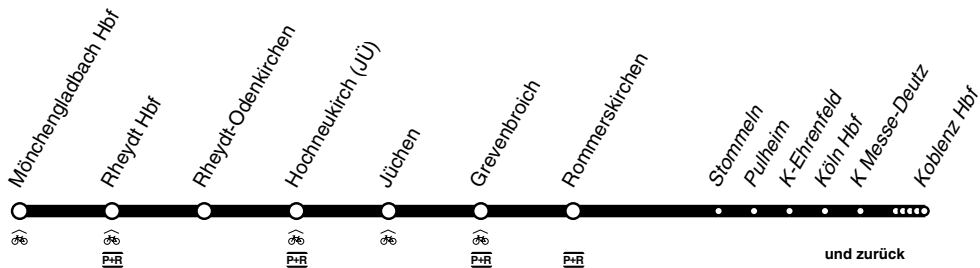 Mönchengladbach Hbf
Rheydt Hbf
Rheydt-Odenkirchen
Hochneukirch (JÜ)
Jüchen
Grevenbroich
Rommerskirchen
Stommeln
Pulheim
K-Ehrenfeld
Köln Hbf
K Messe-Deutz
Koblenz Hbf
P+R
P+R
P+R
P+R
und zurück